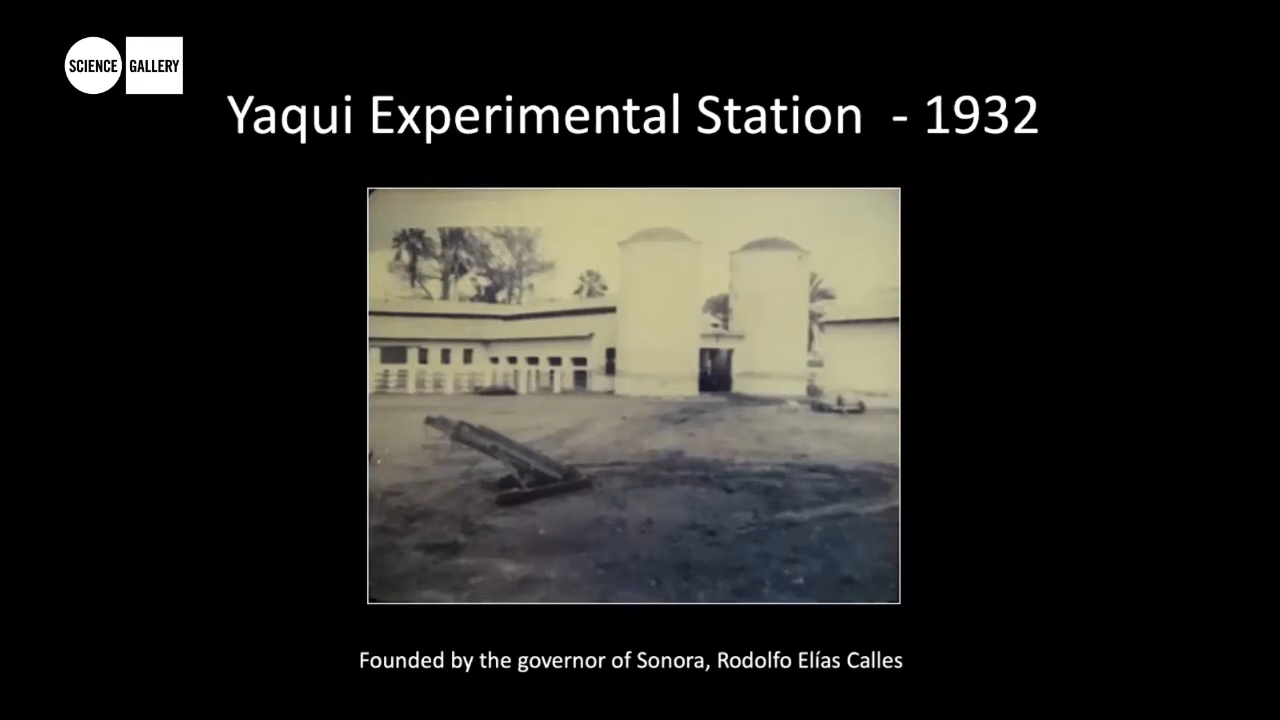 SCIENCE GALLERY
Yaqui Experimental Station - 1932
Founded by the governor of Sonora, Rodolfo Elías Calles